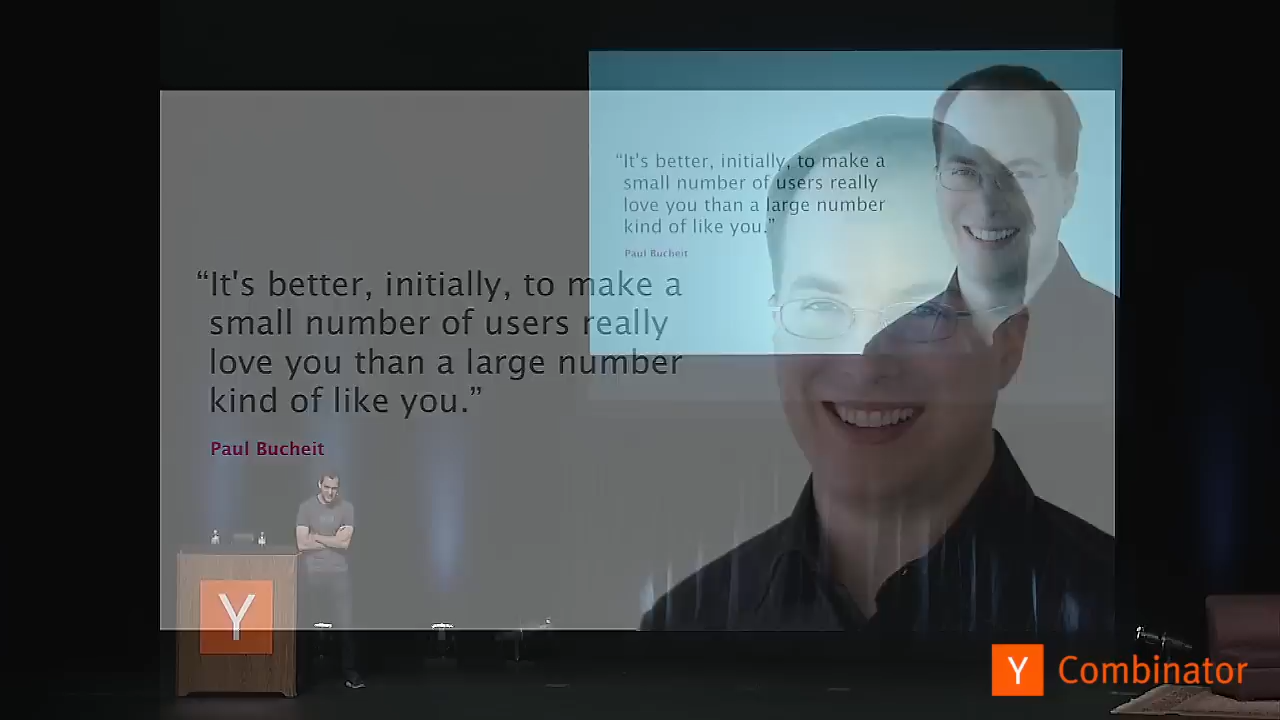 “It's better, initially, to make a
small number of users really
love you than a large number
kind of like you.”
Paul Bucheit
“It's better, initially, to make a
small number of users really
love you than a large number
kind of like you.”
Paul Bucheit
Y
Y Combinator